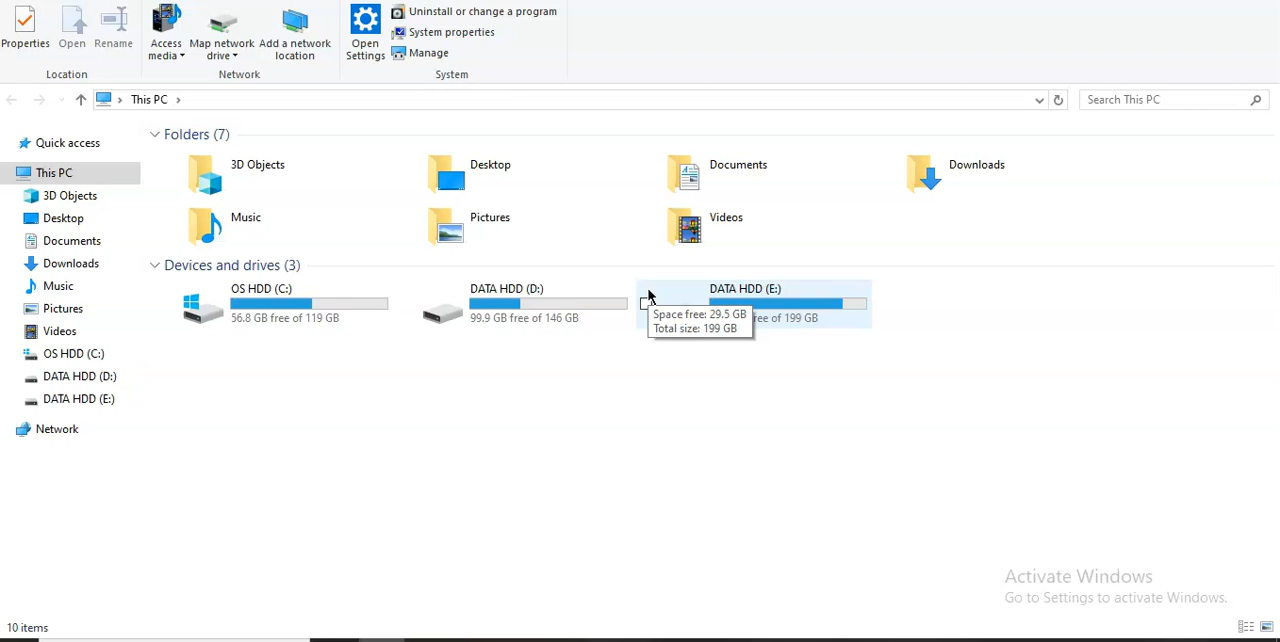 Properties
Open
Rename
Access media
Map network drive
Add a network location
Open Settings
Uninstall or change a program
System properties
Manage
Location
Network
System
This PC
Search This PC
Quick access
This PC
3D Objects
Desktop
Documents
Downloads
Music
Pictures
Videos
OS HDD (C:)
DATA HDD (D:)
DATA HDD (E:)
Network
Folders (7)
3D Objects
Desktop
Documents
Downloads
Music
Pictures
Videos
Devices and drives (3)
OS HDD (C:)
56.8 GB free of 119 GB
DATA HDD (D:)
99.9 GB free of 146 GB
DATA HDD (E:)
free of 199 GB
Space free: 29.5 GB
Total size: 199 GB
Activate Windows
Go to Settings to activate Windows.
10 items